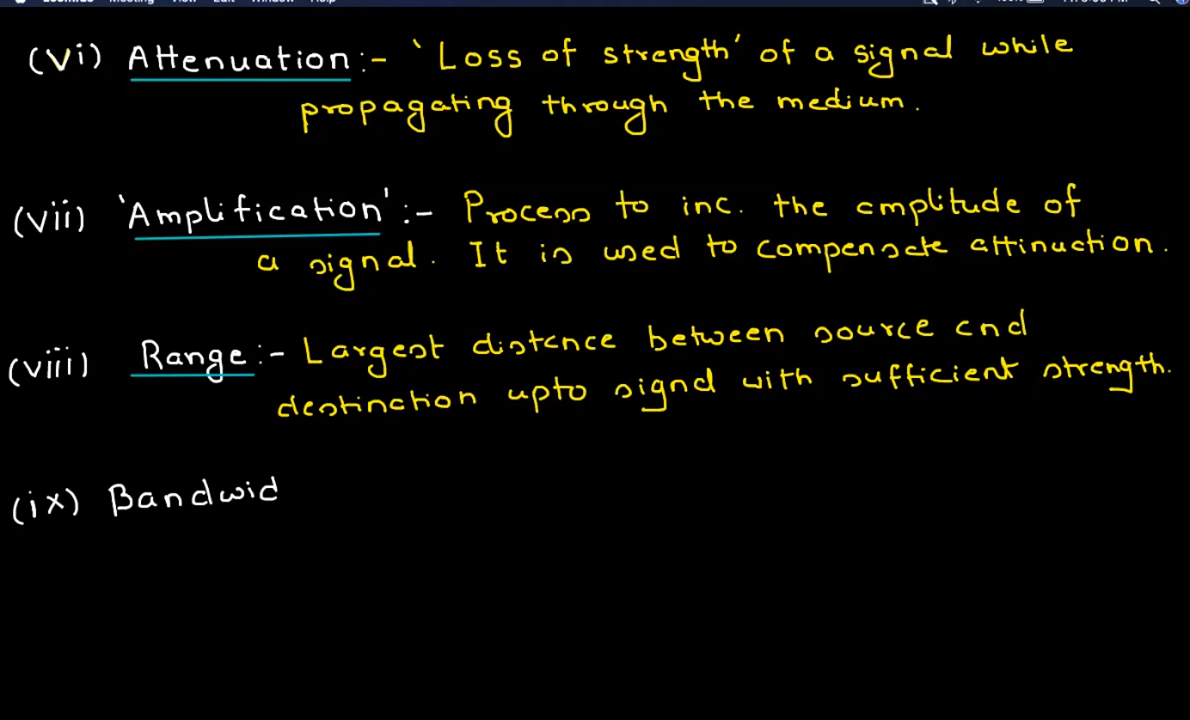 (vi) Attenuation :- 'Loss of strength' of a signal while
propagating through the medium.
(vii) 'Amplification' :- Process to inc. the amplitude of
a signal. It is used to compensate attinuation.
(viii) Range :- Largest distance between source and
destination upto signal with sufficient strength.
(ix) Bandwid